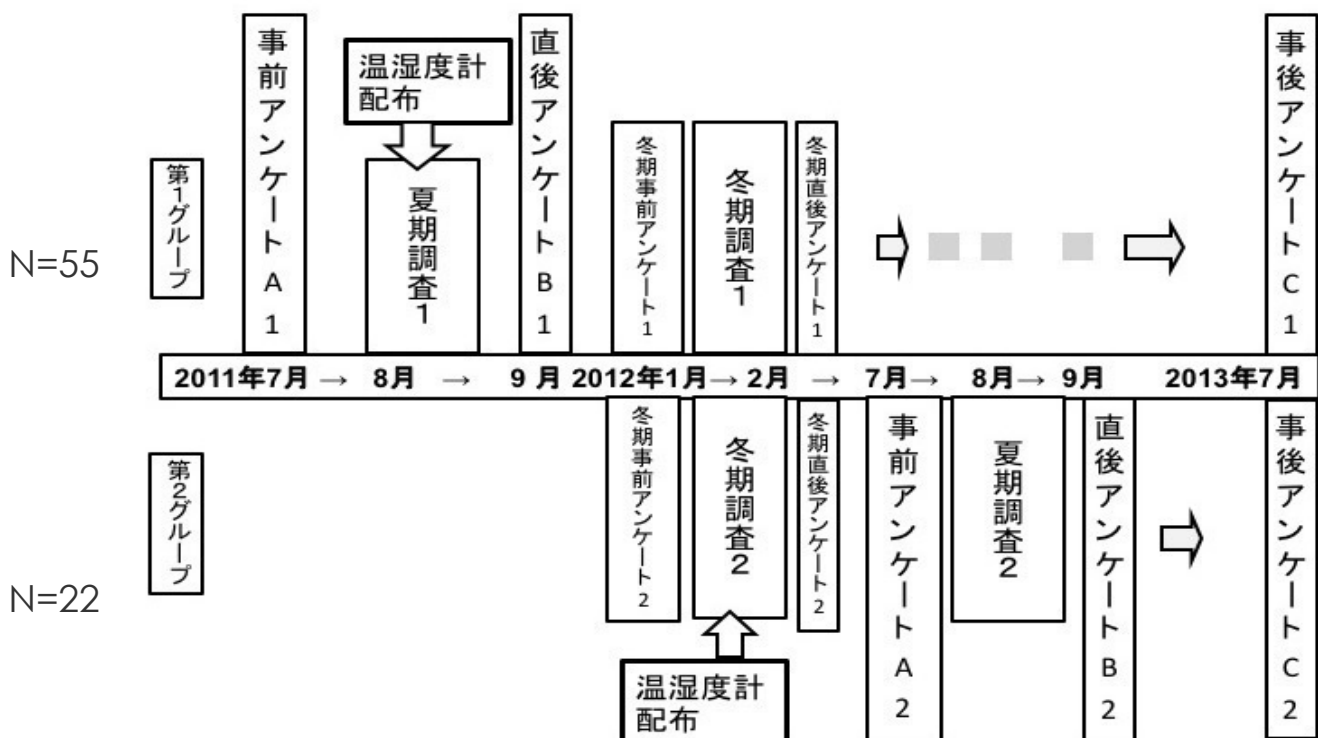 事前アンケートA1
温湿度計
配布
直後アンケートB1
事後アンケートC1
冬期事前アンケート1
冬期調査1
冬期直後アンケート1
第1グループ
夏期調査1
N=55
2011年7月 → 8月 → 9月 2012年1月 → 2月 → 7月 → 8月 → 9月 2013年7月
第2グループ
N=22
冬期事前アンケート2
冬期調査2
冬期直後アンケート2
事前アンケートA2
夏期調査2
直後アンケートB2
事後アンケートC2
温湿度計
配布